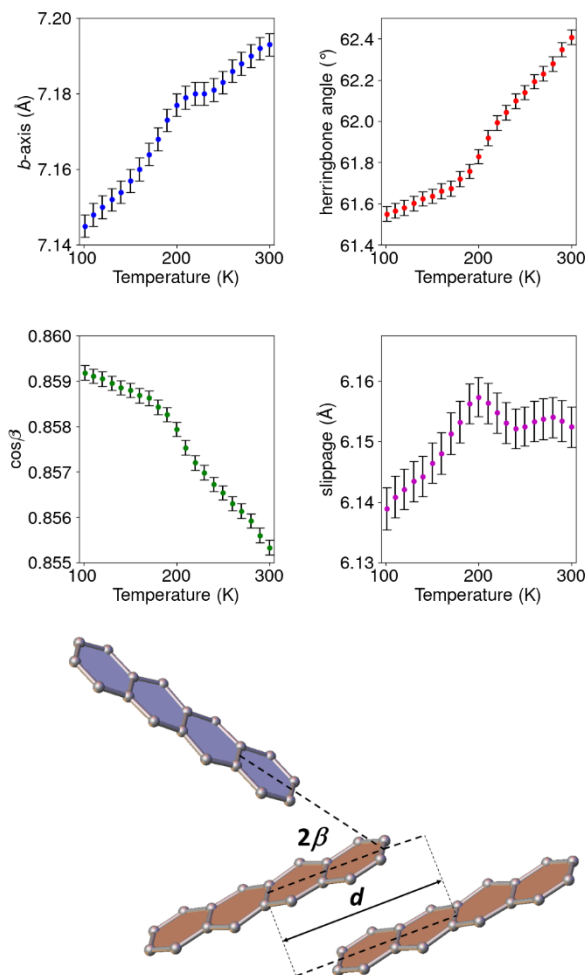 7.20
7.18
7.16
7.14
b-axis (Å)
100 200 300
Temperature (K)
62.4
62.2
62.0
61.8
61.6
61.4
herringbone angle (°)
100 200 300
Temperature (K)
0.860
0.859
0.858
0.857
0.856
0.855
cosβ
100 200 300
Temperature (K)
6.16
6.15
6.14
6.13
slippage (Å)
100 200 300
Temperature (K)
2β
d